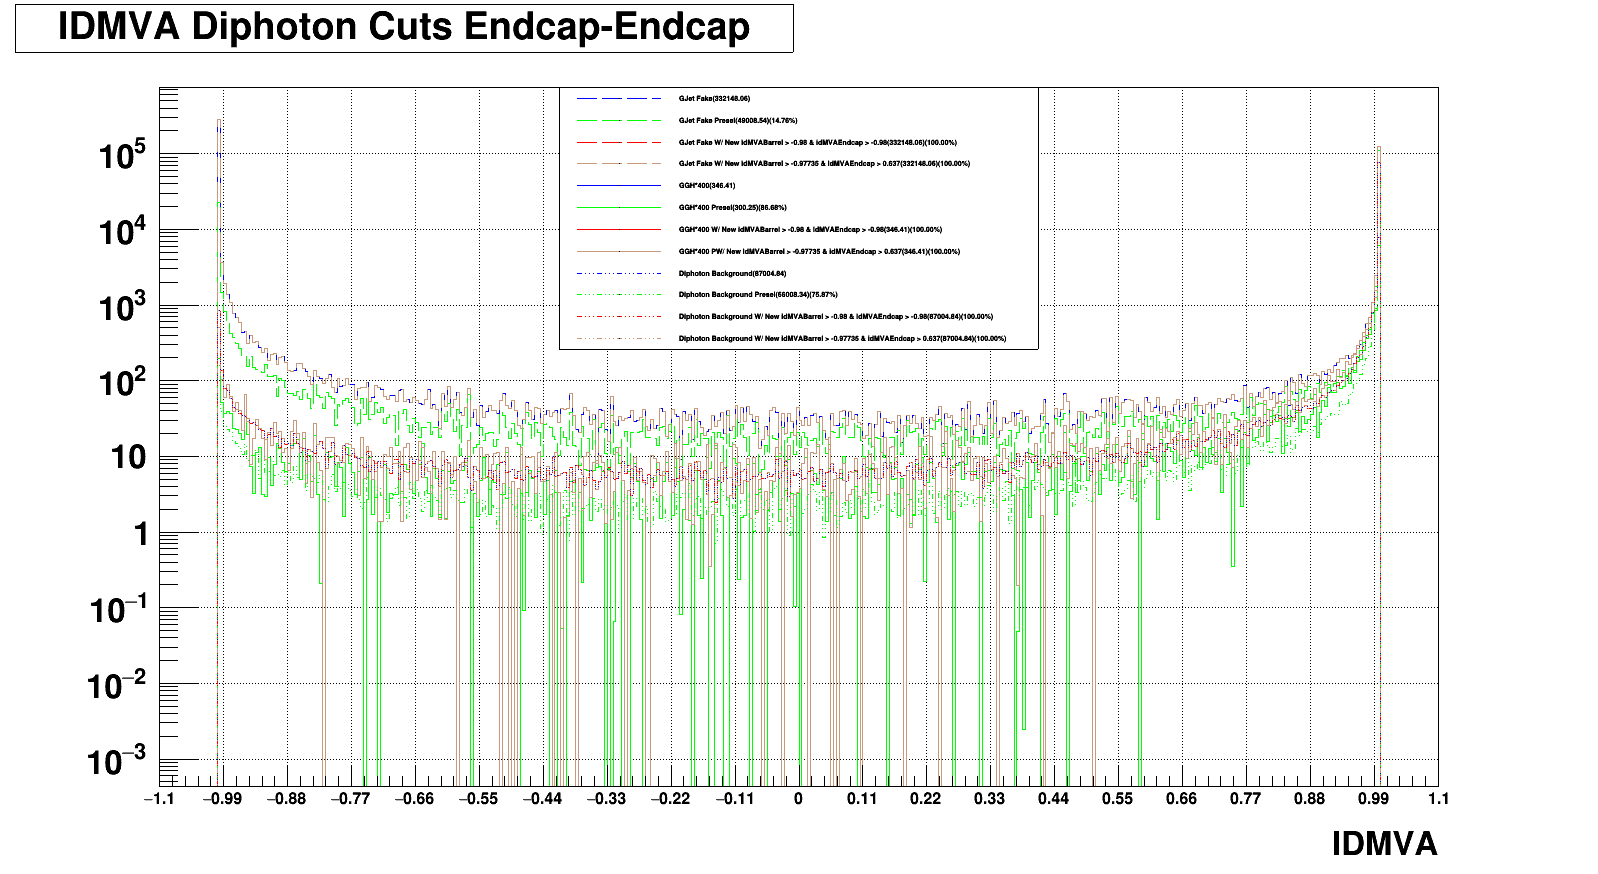 IDMVA Diphoton Cuts Endcap-Endcap
GJet Fake(332148.06)
GJet Fake Presel(49008.54)(14.76%)
GJet Fake W/ New IdMVABarrel > -0.98 & IdMVAEndcap > -0.98(332148.06)(100.00%)
GJet Fake W/ New IdMVABarrel > -0.97735 & IdMVAEndcap > 0.637(332148.06)(100.00%)
GGH*400(346.41)
GGH*400 Presel(300.25)(86.68%)
GGH*400 W/ New IdMVABarrel > -0.98 & IdMVAEndcap > -0.98(346.41)(100.00%)
GGH*400 PW/ New IdMVABarrel > -0.97735 & IdMVAEndcap > 0.637(346.41)(100.00%)
Diphoton Background(87004.84)
Diphoton Background Presel(66008.34)(75.87%)
Diphoton Background W/ New IdMVABarrel > -0.98 & IdMVAEndcap > -0.98(87004.84)(100.00%)
Diphoton Background W/ New IdMVABarrel > -0.97735 & IdMVAEndcap > 0.637(87004.84)(100.00%)
10^5
10^4
10^3
10^2
10
1
10^−1
10^−2
10^−3
−1.1 −0.99 −0.88 −0.77 −0.66 −0.55 −0.44 −0.33 −0.22 −0.11 0 0.11 0.22 0.33 0.44 0.55 0.66 0.77 0.88 0.99 1.1
IDMVA